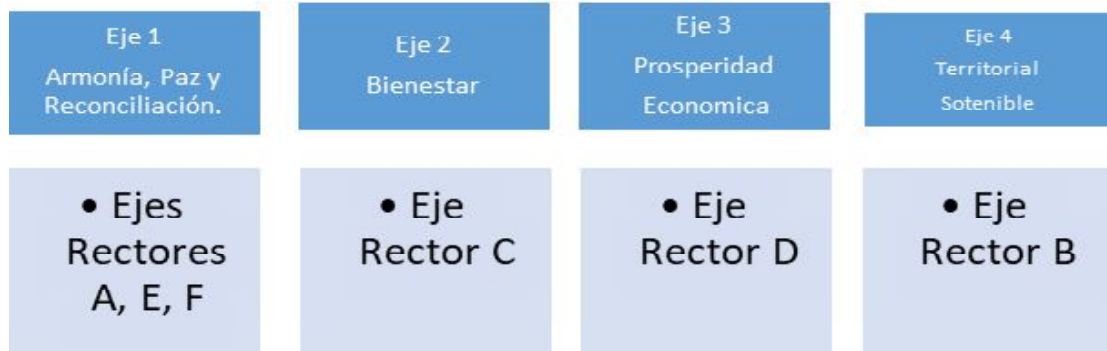 Eje 1
Armonía, Paz y
Reconciliación.
Eje 2
Bienestar
Eje 3
Prosperidad
Economica
Eje 4
Territorial
Sotenible
• Ejes
Rectores
A, E, F
• Eje
Rector C
• Eje
Rector D
• Eje
Rector B